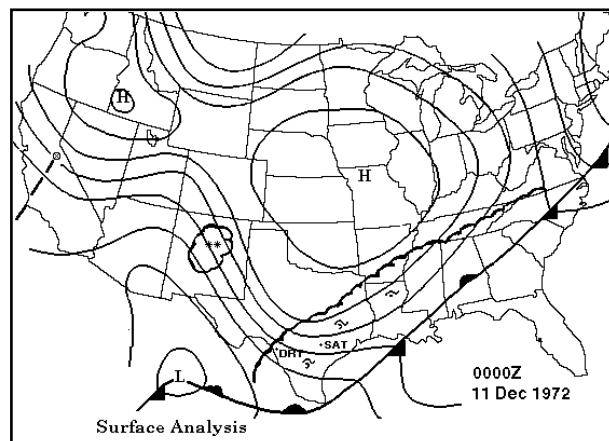 H
H
**
DRT
SAT
L
0000Z
11 Dec 1972
Surface Analysis